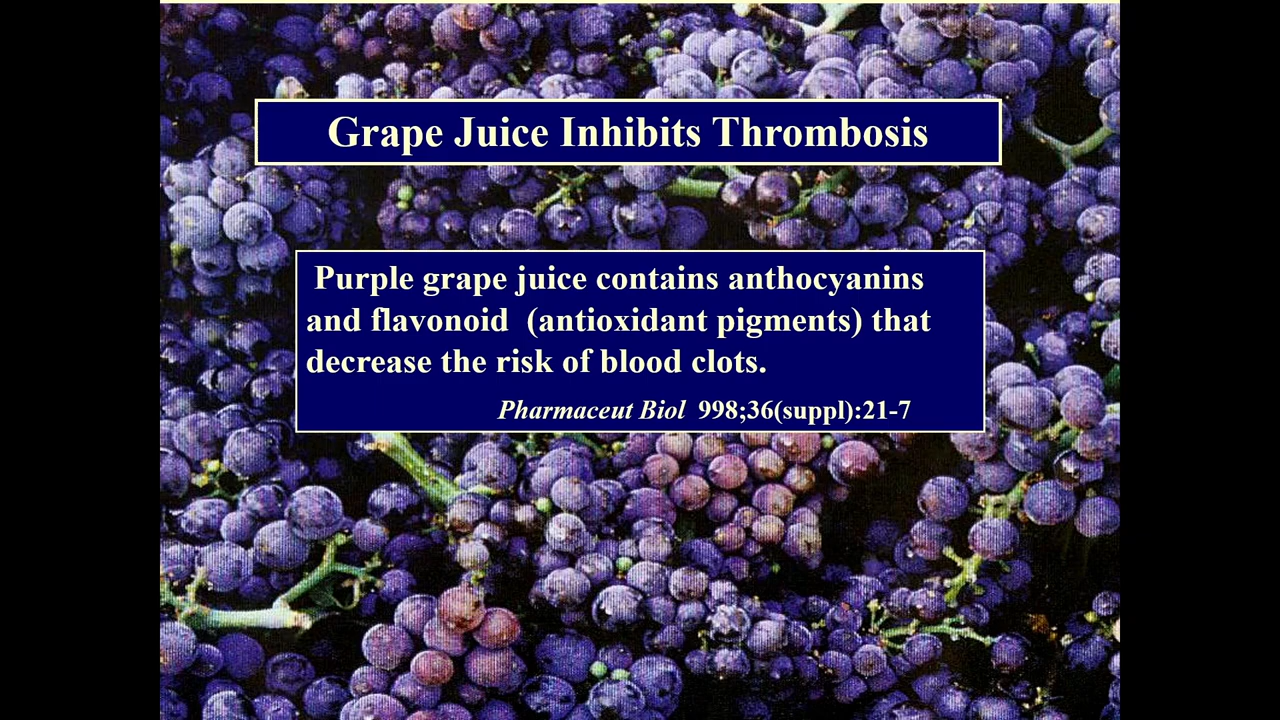 Grape Juice Inhibits Thrombosis
Purple grape juice contains anthocyanins
and flavonoid (antioxidant pigments) that
decrease the risk of blood clots.
Pharmaceut Biol 998;36(suppl):21-7